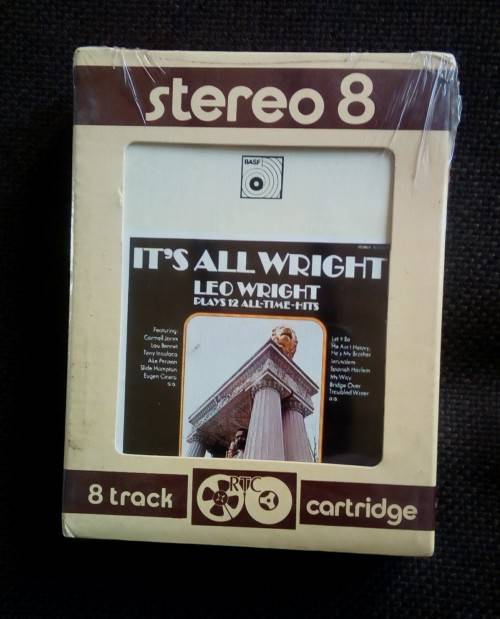 stereo 8
BASF
IT'S ALL WRIGHT
LEO WRIGHT
PLAYS 12 ALL-TIME-HITS
Featuring:
Carmell Jones
Lou Bennet
Tony Inzalaco
Ake Persson
Slide Hampton
Eugen Cicero
a.o.
Let It Be
He Ain't Heavy,
He's My Brother
Jerusalem
Spanish Harlem
My Way
Bridge Over
Troubled Water
a.o.
8 track
RTC
cartridge